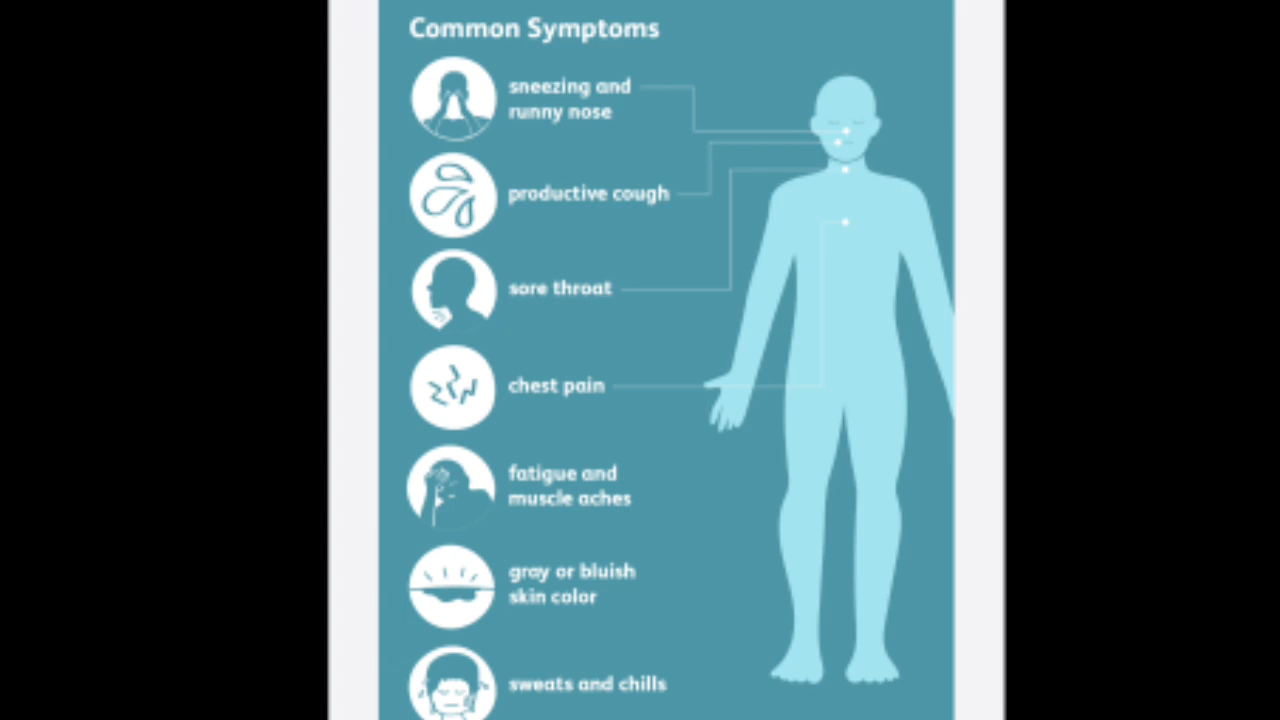 Common Symptoms
sneezing and
runny nose
productive cough
sore throat
chest pain
fatigue and
muscle aches
gray or bluish
skin color
sweats and chills